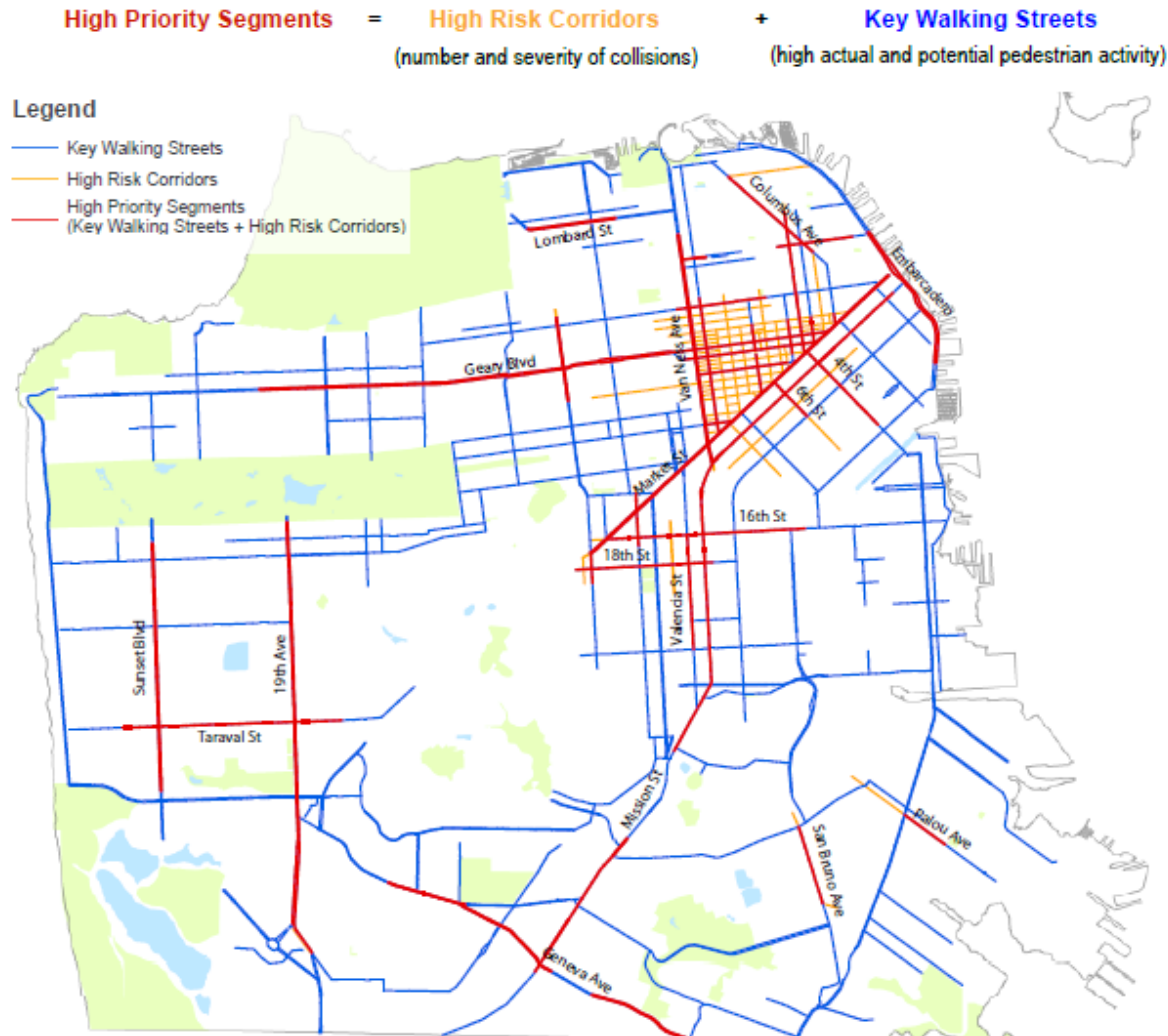 High Priority Segments = High Risk Corridors + Key Walking Streets
(number and severity of collisions) (high actual and potential pedestrian activity)
Legend
Key Walking Streets
High Risk Corridors
High Priority Segments
(Key Walking Streets + High Risk Corridors)
Columbus Ave
Lombard St
Embarcadero
Van Ness Ave
Geary Blvd
4th St
6th St
Market St
16th St
18th St
Valenda St
Sunset Blvd
19th Ave
Taraval St
Mission St
Palou Ave
San Bruno Ave
Geneva Ave